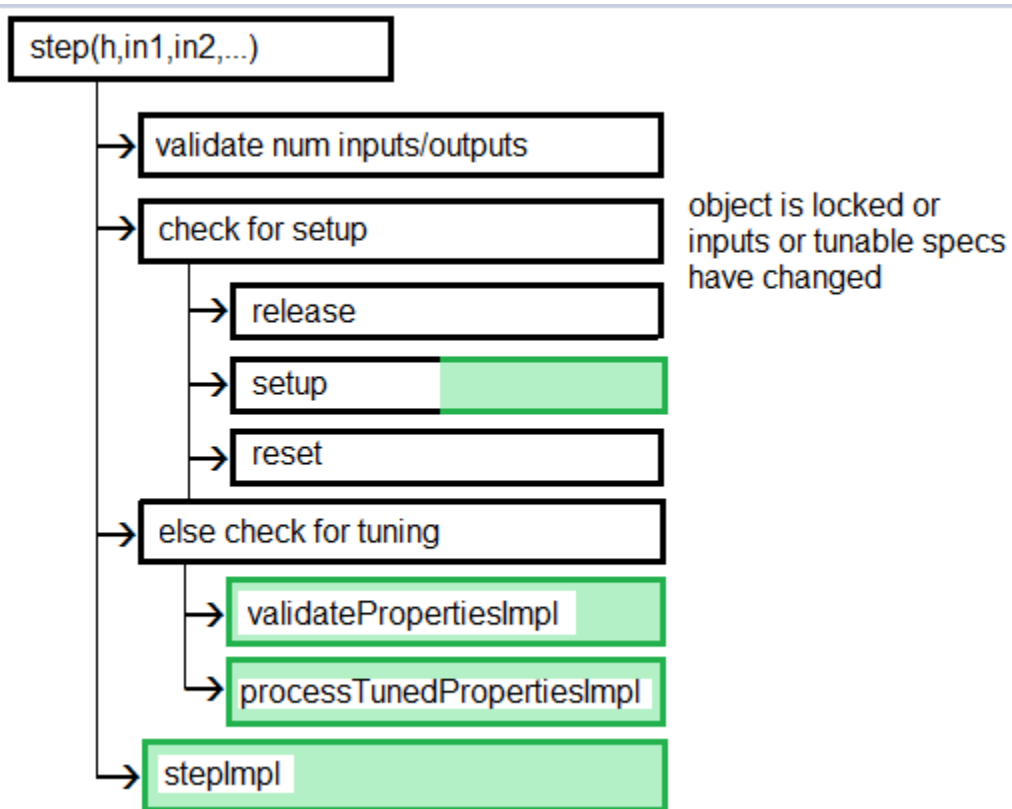 step(h,in1,in2,...)
validate num inputs/outputs
check for setup
object is locked or
inputs or tunable specs
have changed
release
setup
reset
else check for tuning
validatePropertiesImpl
processTunedPropertiesImpl
stepImpl